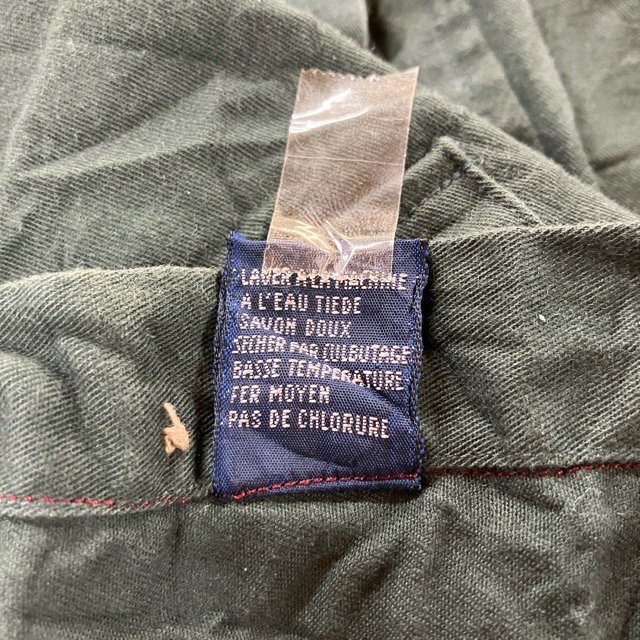 LAVER A LA MACHINE
A L'EAU TIEDE
SAVON DOUX
SECHER PAR CULBUTAGE
BASSE TEMPERATURE
FER MOYEN
PAS DE CHLORURE